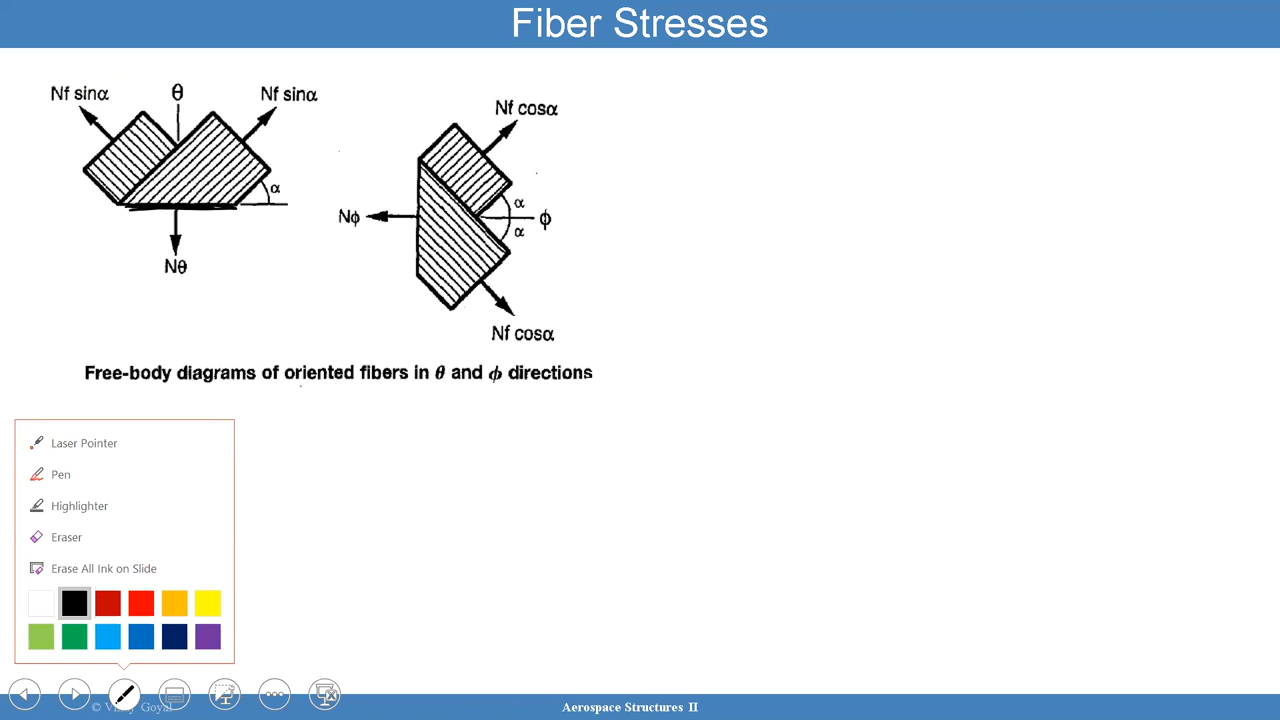 Fiber Stresses
Nf sinα
θ
Nf sinα
α
Nθ
Nf cosα
Nϕ
α
α
ϕ
Nf cosα
Free-body diagrams of oriented fibers in θ and ϕ directions
Laser Pointer
Pen
Highlighter
Eraser
Erase All Ink on Slide
Goyal
Aerospace Structures II